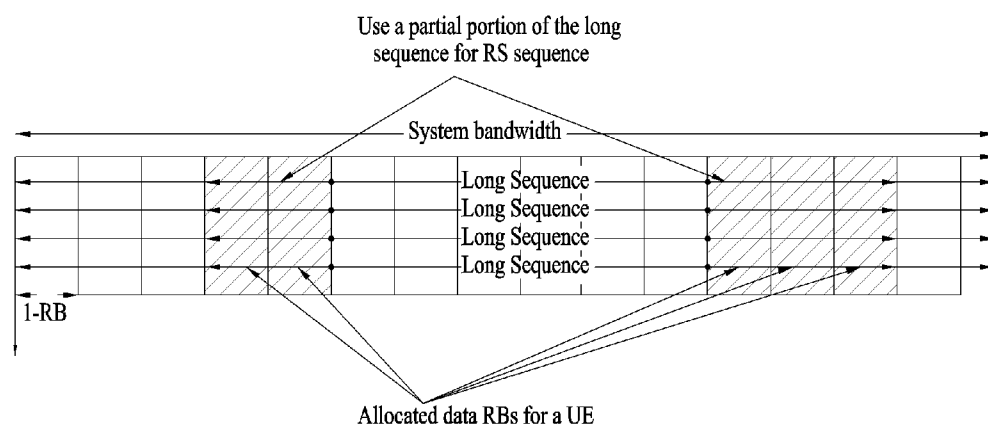 Use a partial portion of the long
sequence for RS sequence
System bandwidth
Long Sequence
Long Sequence
Long Sequence
Long Sequence
1-RB
Allocated data RBs for a UE